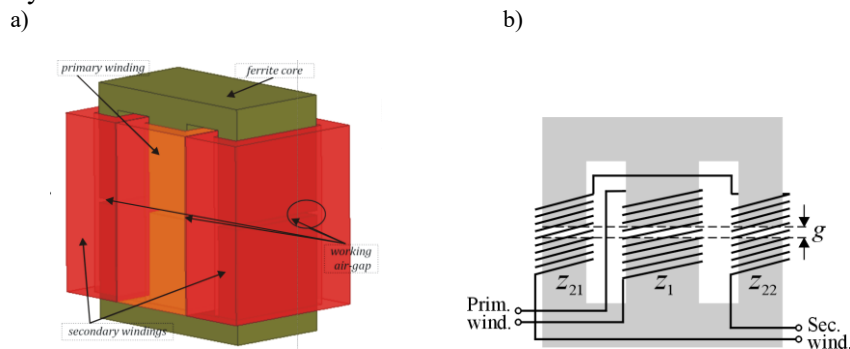 a)
b)
primary winding
ferrite core
working
air-gap
secondary windings
g
z21
z1
z22
Prim.
wind.
Sec.
wind.